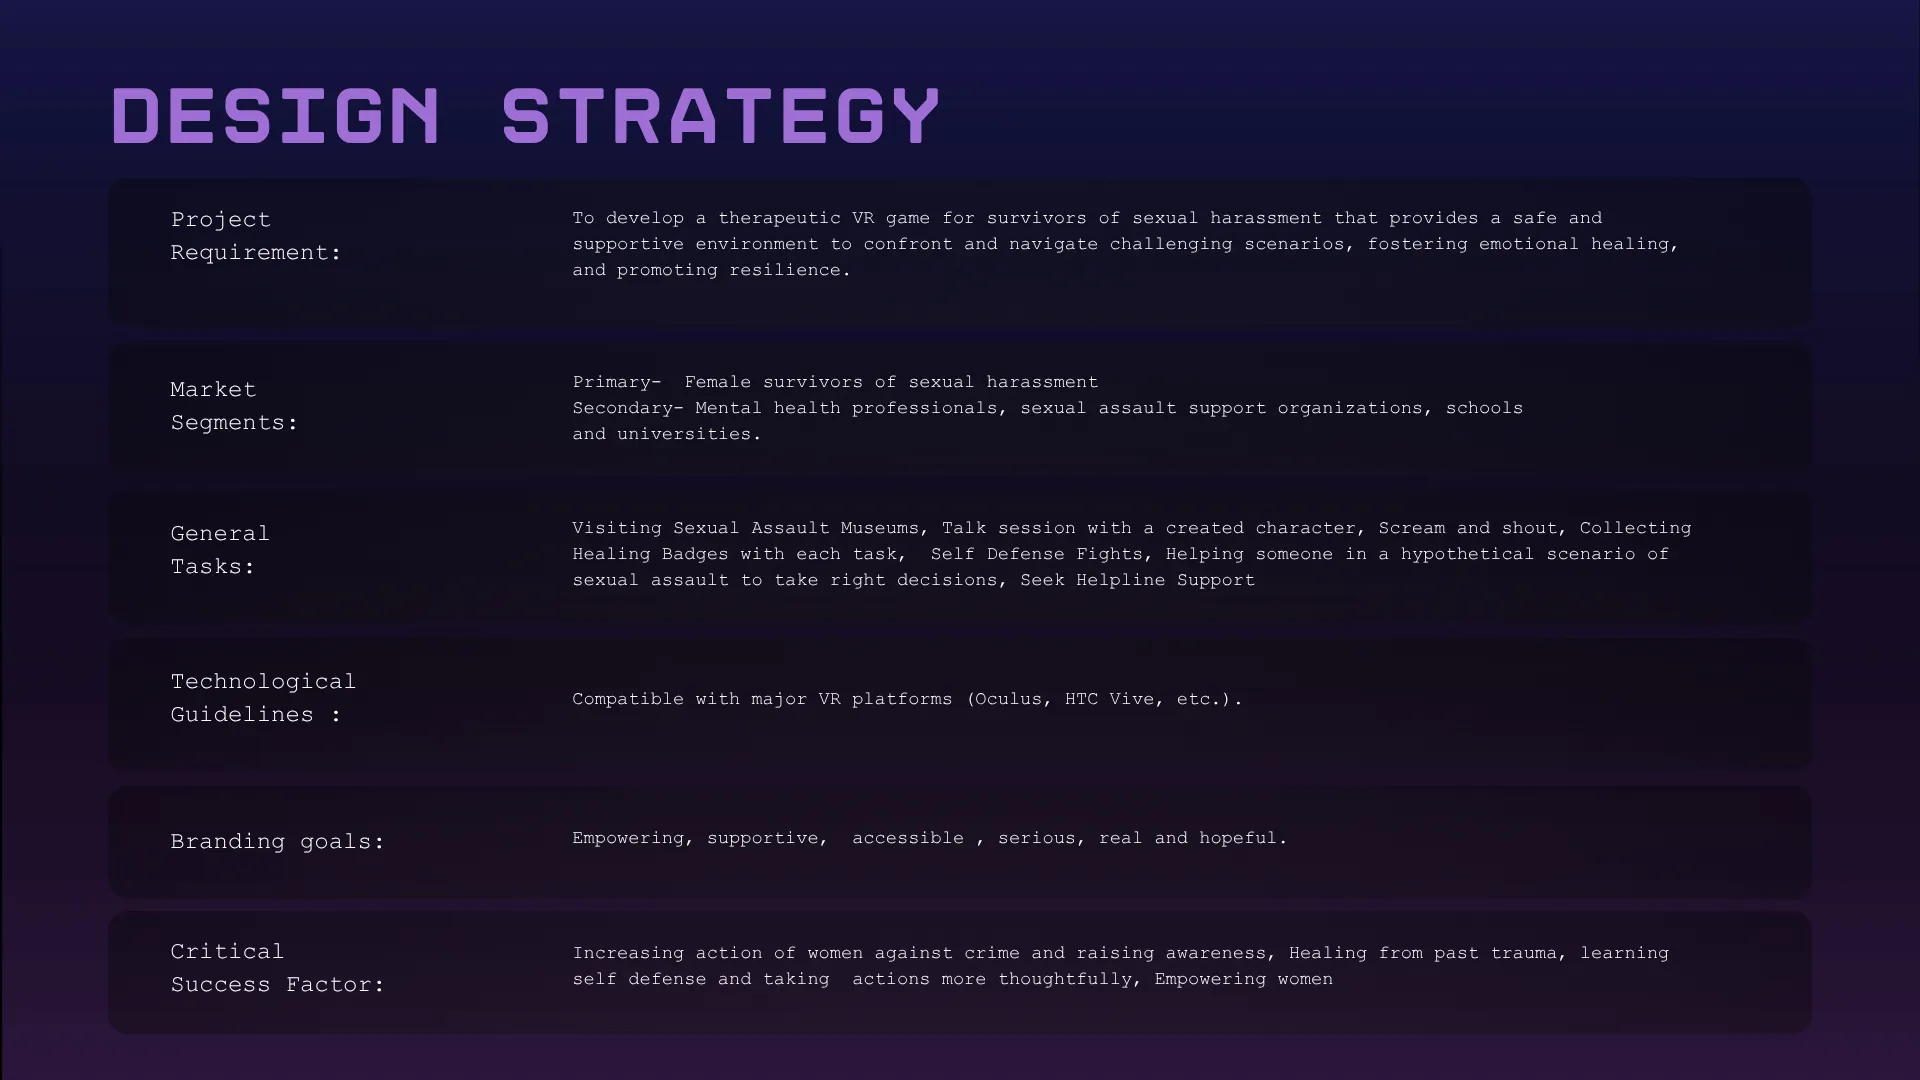 DESIGN STRATEGY
Project
Requirement:
To develop a therapeutic VR game for survivors of sexual harassment that provides a safe and
supportive environment to confront and navigate challenging scenarios, fostering emotional healing,
and promoting resilience.
Market
Segments:
Primary-  Female survivors of sexual harassment
Secondary- Mental health professionals, sexual assault support organizations, schools
and universities.
General
Tasks:
Visiting Sexual Assault Museums, Talk session with a created character, Scream and shout, Collecting
Healing Badges with each task,  Self Defense Fights, Helping someone in a hypothetical scenario of
sexual assault to take right decisions, Seek Helpline Support
Technological
Guidelines :
Compatible with major VR platforms (Oculus, HTC Vive, etc.).
Branding goals:
Empowering, supportive,  accessible , serious, real and hopeful.
Critical
Success Factor:
Increasing action of women against crime and raising awareness, Healing from past trauma, learning
self defense and taking  actions more thoughtfully, Empowering women